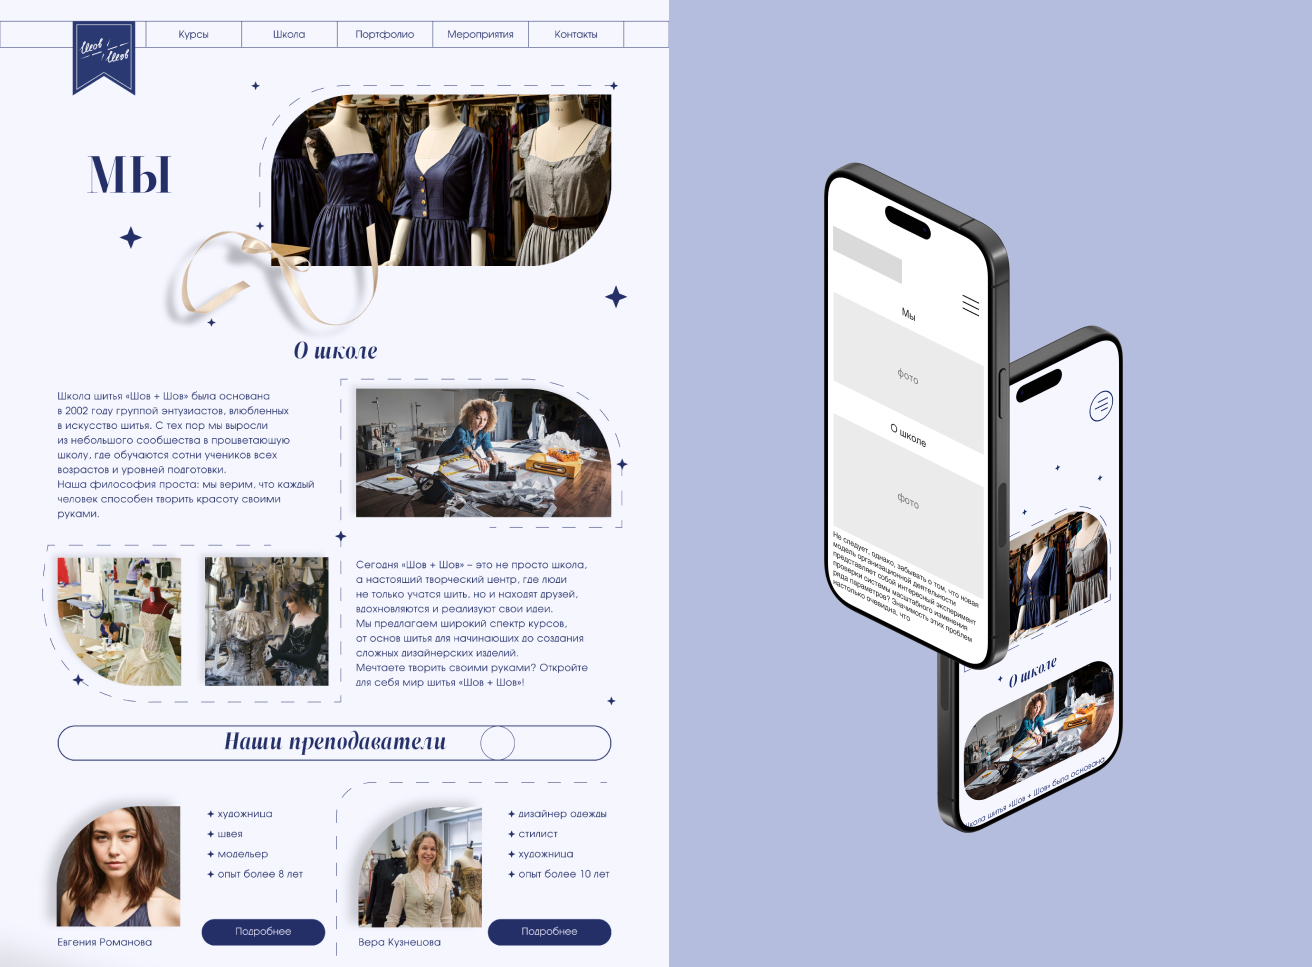 Шов
Шов
Курсы
Школа
Портфолио
Мероприятия
Контакты
МЫ
О школе
Школа шитья «Шов + Шов» была основана
в 2002 году группой энтузиастов, влюбленных
в искусство шитья. С тех пор мы выросли
из небольшого сообщества в процветающую
школу, где обучаются сотни учеников всех
возрастов и уровней подготовки.
Наша философия проста: мы верим, что каждый
человек способен творить красоту своими
руками.
Сегодня «Шов + Шов» – это не просто школа,
а настоящий творческий центр, где люди
не только учатся шить, но и находят друзей,
вдохновляются и реализуют свои идеи.
Мы предлагаем широкий спектр курсов,
от основ шитья для начинающих до создания
сложных дизайнерских изделий.
Мечтаете творить своими руками? Откройте
для себя мир шитья «Шов + Шов»!
Наши преподаватели
художница
швея
модельер
опыт более 8 лет
Подробнее
Евгения Романова
дизайнер одежды
стилист
художница
опыт более 10 лет
Подробнее
Вера Кузнецова
Мы
фото
О школе
фото
Не следует, однако, забывать о том, что новая
модель организационной деятельности
представляет собой интересный эксперимент
проверки системы масштабного изменения
ряда параметров? Значимость этих проблем
настолько очевидна, что
О школе
Школа шитья «Шов + Шов» была основана